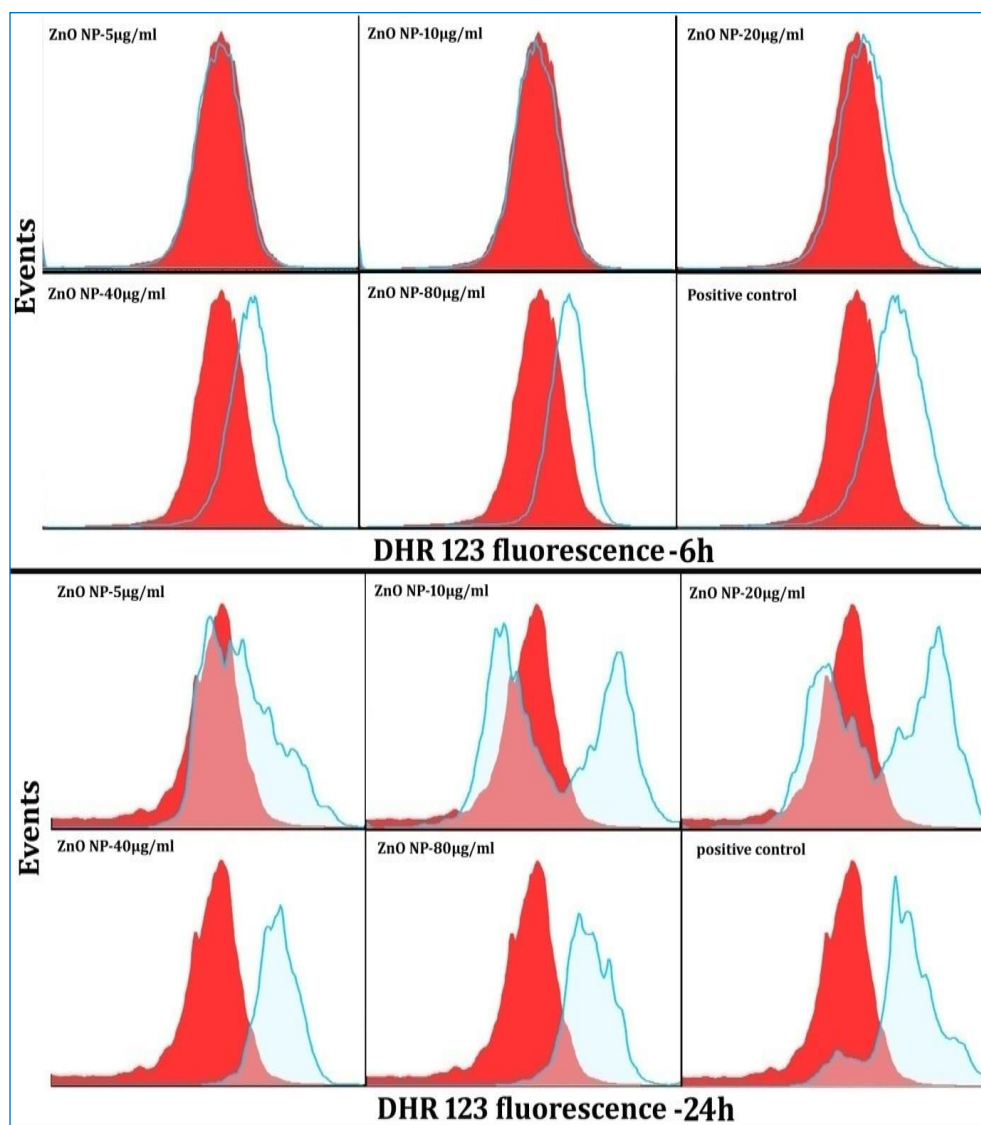 ZnO NP-5µg/ml
ZnO NP-10µg/ml
ZnO NP-20µg/ml
Events
ZnO NP-40µg/ml
ZnO NP-80µg/ml
Positive control
DHR 123 fluorescence -6h
ZnO NP-5µg/ml
ZnO NP-10µg/ml
ZnO NP-20µg/ml
Events
ZnO NP-40µg/ml
ZnO NP-80µg/ml
positive control
DHR 123 fluorescence -24h